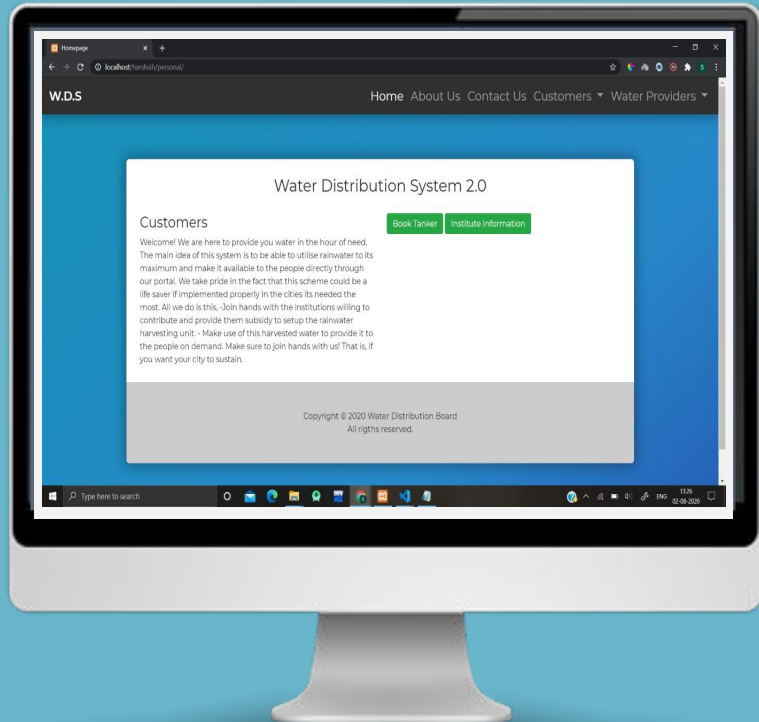 Homepage
localhost/harshsih/personal/
W.D.S
Home About Us Contact Us Customers Water Providers
Water Distribution System 2.0
Customers
Welcome! We are here to provide you water in the hour of need.
The main idea of this system is to be able to utilise rainwater to its
maximum and make it available to the people directly through
our portal. We take pride in the fact that this scheme could be a
life saver if implemented properly in the cities its needed the
most. All we do is this, -Join hands with the institutions willing to
contribute and provide them subsidy to setup the rainwater
harvesting unit. - Make use of this harvested water to provide it to
the people on demand. Make sure to join hands with us! That is, if
you want your city to sustain.
Book Tanker Institute Information
Copyright © 2020 Water Distribution Board
All rigths reserved.
Type here to search
ENG
13:26
02-08-2020